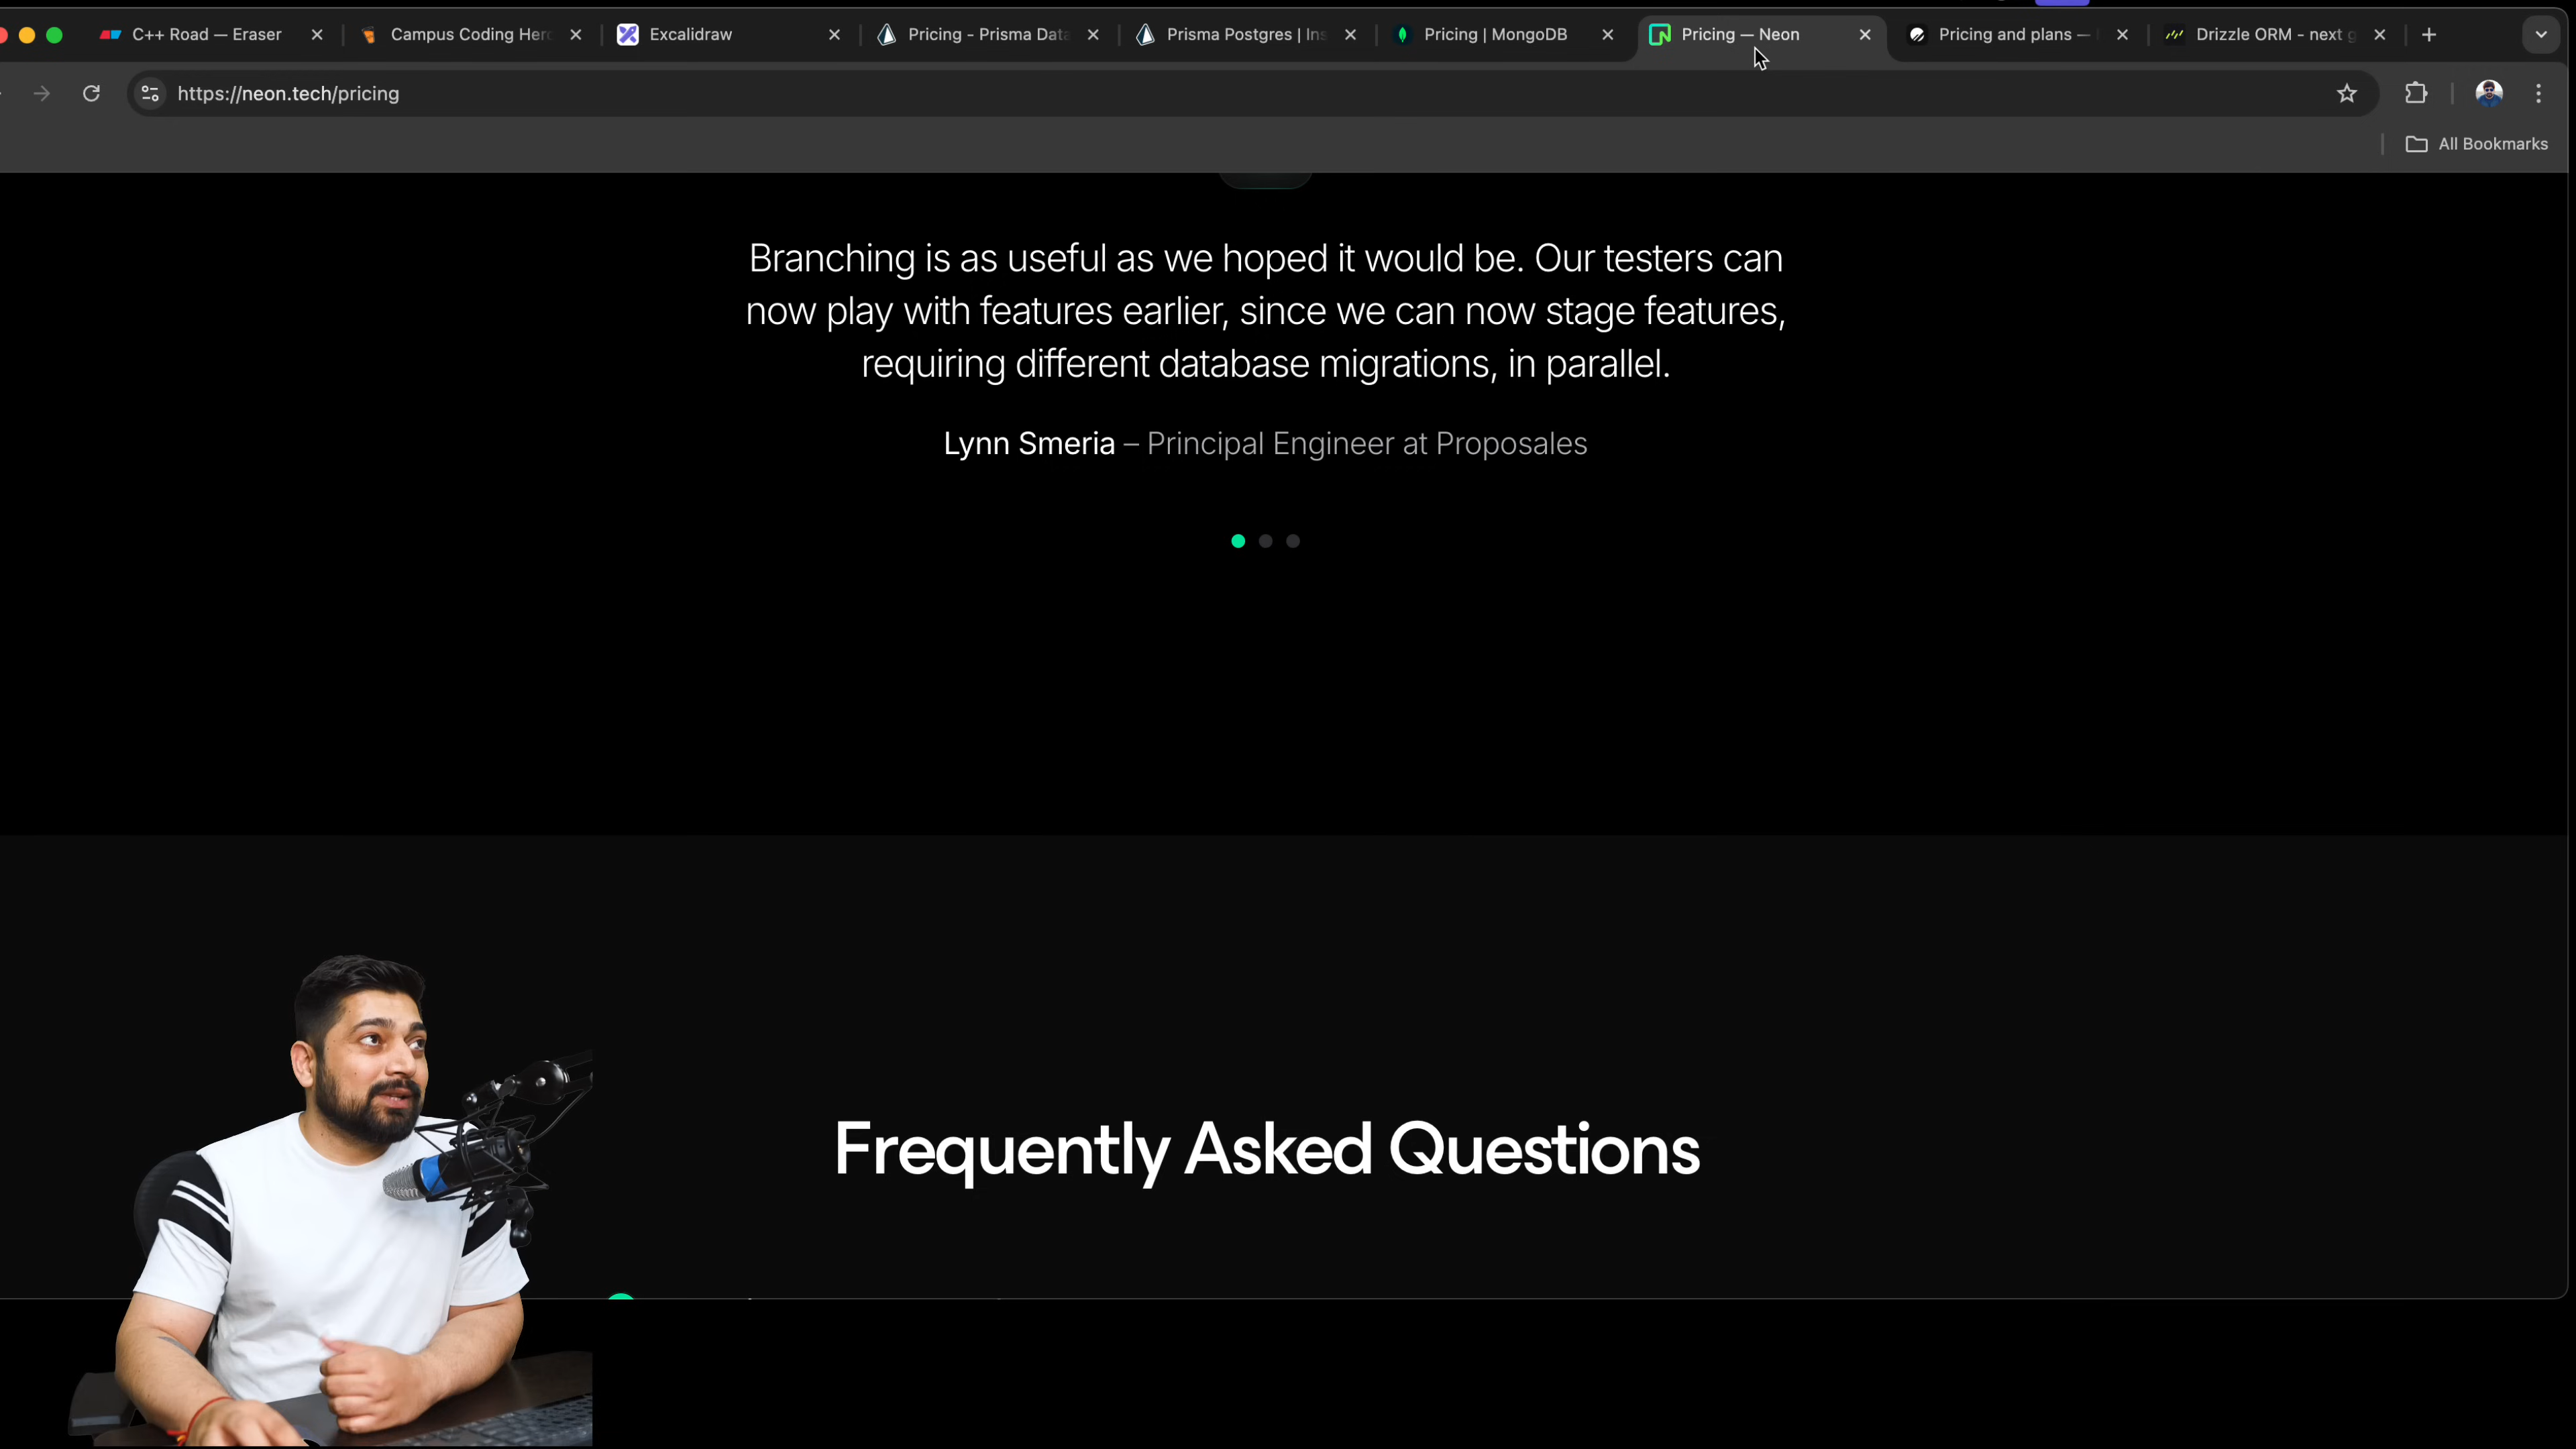 C++ Road — Eraser
Campus Coding Her
Excalidraw
Pricing - Prisma Data
Prisma Postgres | Ins
Pricing | MongoDB
Pricing — Neon
Pricing and plans —
Drizzle ORM - next g
https://neon.tech/pricing
All Bookmarks
Branching is as useful as we hoped it would be. Our testers can
now play with features earlier, since we can now stage features,
requiring different database migrations, in parallel.
Lynn Smeria – Principal Engineer at Proposales
Frequently Asked Questions